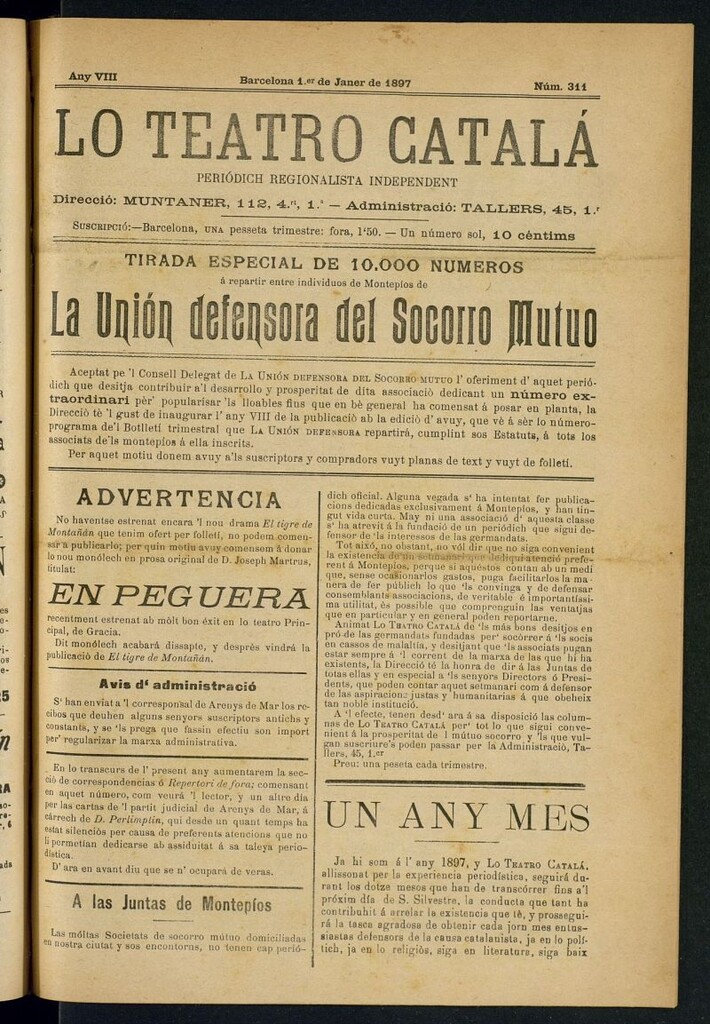 Any VIII
Barcelona 1.er de Janer de 1897
Núm. 311
LO TEATRO CATALÁ
PERIÓDICH REGIONALISTA INDEPENDENT
Direcció: MUNTANER, 112, 4.rt, 1.a — Administració: TALLERS, 45, 1.r
SUSCRIPCIÓ:—Barcelona, UNA pesseta trimestre: fora, 1'50. — Un número sol, 10 céntims
TIRADA ESPECIAL DE 10.000 NUMEROS
á repartir entre individuos de Montepíos de
La Unión defensora del Socorro Mutuo
Aceptat pe 'l Consell Delegat de LA UNIÓN DEFENSORA DEL SOCORRO MUTUO l' oferiment d' aquet perió-
dich que desitja contribuir a'l desarrollo y prosperitat de dita associació dedicant un número ex-
traordinari pèr' popularisar 'ls lloables fins que en bè general ha comensat á posar en planta, la
Direcció tè 'l gust de inaugurar l' any VIII de la publicació ab la edició d' avuy, que vè á sèr lo número-
programa de'l Botlletí trimestral que LA UNIÓN DEFENSORA repartirá, cumplint sos Estatuts, á tots los
associats de'ls montepíos á ella inscrits.
Per aquet motiu donem avuy a'ls suscriptors y compradors vuyt planas de text y vuyt de folletí.
ADVERTENCIA
No haventse estrenat encara 'l nou drama El tigre de
Montañán que tenim ofert per folletí, no podem comen-
sar a publicarlo; per quin motiu avuy comensem á donar
lo nou monólech en prosa original de D. Joseph Martrus,
titulat:
EN PEGUERA
recentment estrenat ab mòlt bon éxit en lo teatro Prin-
cipal, de Gracia.
Dit monólech acabará dissapte, y després vindrá la
publicació de El tigre de Montañán.
Avis d' administració
S' han enviat a 'l corresponsal de Arenys de Mar los re-
cibos que deuhen alguns senyors suscriptors antichs y
constants, y se 'ls prega que fassin efectiu son import
per' regularizar la marxa administrativa.
En lo transcurs de l' present any aumentarem la sec-
ció de correspondencias ó Repertori de fora; comensant
en aquet número, com veurá 'l lector, y un altre día
per las cartas de 'l partit judicial de Arenys de Mar, á
cárrech de D. Perlimplin, qui desde un quant temps ha
estat silenciós per causa de preferents atencions que no
li permetían dedicarse ab assiduitat á sa taleya perio-
dística.
D' ara en avant diu que se n' ocupará de veras.
A las Juntas de Montepíos
Las móltas Societats de socorro mútuo domiciliadas
en nostra ciutat y sos encontorns, no tenen cap perió-
dich oficial. Alguna vegada s' ha intentat fer publica-
cions dedicadas exclusivament á Montepíos, y han tin-
gut vida curta. May ni una associació d' aquesta classe
s' ha atrevit á la fundació de un periódich que sigui de-
fensor de 'ls interessos de las germandats.
Tot aixó, no obstant, no vól dir que no siga convenient
la existencia de un setmanari que dediqui atenció prefe-
rent á Montepíos, perque si aquestos contan ab un medi
que, sense ocasionarlos gastos, puga facilitarlos la ma-
nera de fer públich lo que 'ls convinga y de defensar
consemblants associacions, de veritable é importantíssi-
ma utilitat, es possible que comprenguin las ventatjas
que en particular y en general poden reportarne.
Animat LO TEATRO CATALÁ de 'ls más bons desitjos en
pró de las germandats fundadas per' socórrer á 'ls socis
en cassos de malaltía, y desitjant que 'ls associats pugan
estar sempre á 'l corrent de la marxa de las que hi ha
existents, la Direcció té la honra de dir á las Juntas de
totas ellas y en especial a 'ls senyors Directors ó Presi-
dents, que poden contar aquet setmanari com á defensor
de las aspiracions justas y humanitarias á que obeheix
tan noble institució.
A 'l efecte, tenen desd' ara á sa disposició las colum-
nas de LO TEATRO CATALÁ per' tot lo que sigui conve-
nient á la prosperitat de l mútuo socorro y 'ls que vul-
gan suscriure's poden passar per la Administració, Ta-
llers, 45, 1.er
Preu: una peseta cada trimestre.
UN ANY MES
Ja hi som á l' any 1897, y LO TEATRO CATALÁ,
allissonat per la experiencia periodística, seguirá du-
rant los dotze mesos que han de transcórrer fins a'l
próxim día de S. Silvestre, la conducta que tant ha
contribuhit á arrelar la existencia que tè, y prossegui-
rá la tasca agradosa de obtenir cada jorn mes entus-
siastas defensors de la causa catalanista, ja en lo polí-
tich, ja en lo religiós, siga en literatura, siga baix